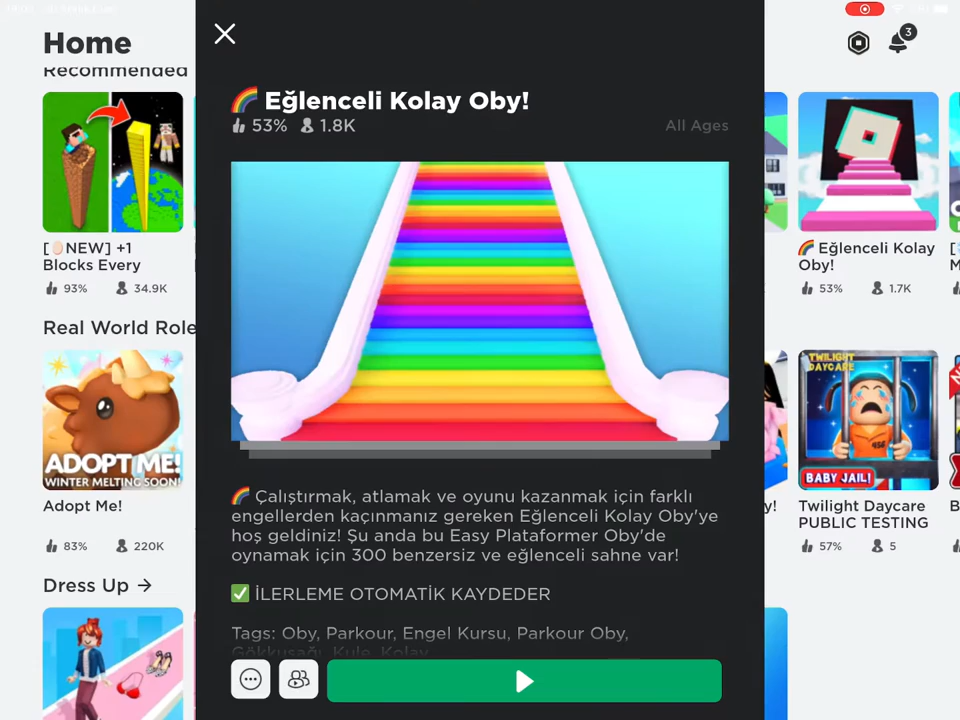 Home
3
Recommended
🌈 Eğlenceli Kolay Oby!
53% 1.8K
All Ages
[🥚NEW] +1
Blocks Every
93% 34.9K
🌈 Eğlenceli Kolay
Oby!
53% 1.7K
Real World Role
ADOPT ME!
WINTER MELTING SOON!
Adopt Me!
83% 220K
TWILIGHT
DAYCARE
456
BABY JAIL!
Twilight Daycare
PUBLIC TESTING
57% 5
🌈 Çalıştırmak, atlamak ve oyunu kazanmak için farklı
engellerden kaçınmanız gereken Eğlenceli Kolay Oby'ye
hoş geldiniz! Şu anda bu Easy Plataformer Oby'de
oynamak için 300 benzersiz ve eğlenceli sahne var!
✅ İLERLEME OTOMATİK KAYDEDER
Tags: Oby, Parkour, Engel Kursu, Parkour Oby,
Gökkuşağı, Kule, Kolay
Dress Up →